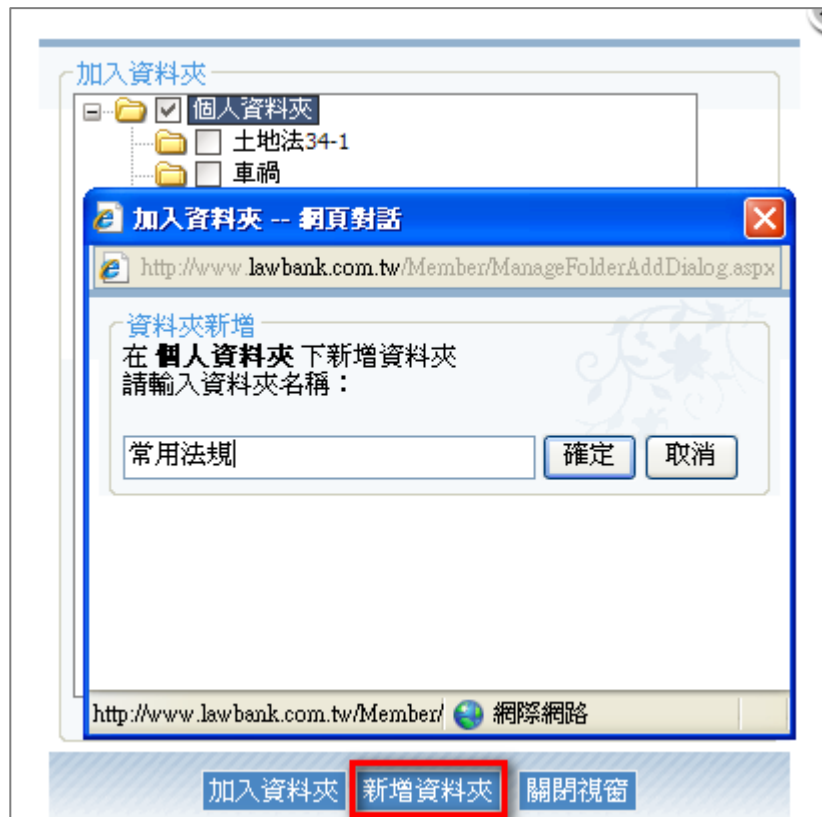 加入資料夾
個人資料夾
土地法34-1
車禍
加入資料夾 -- 網頁對話
http://www.lawbank.com.tw/Member/ManageFolderAddDialog.aspx
資料夾新增
在 個人資料夾 下新增資料夾
請輸入資料夾名稱：
常用法規 確定 取消
http://www.lawbank.com.tw/Member/ 網際網路
加入資料夾 新增資料夾 關閉視窗